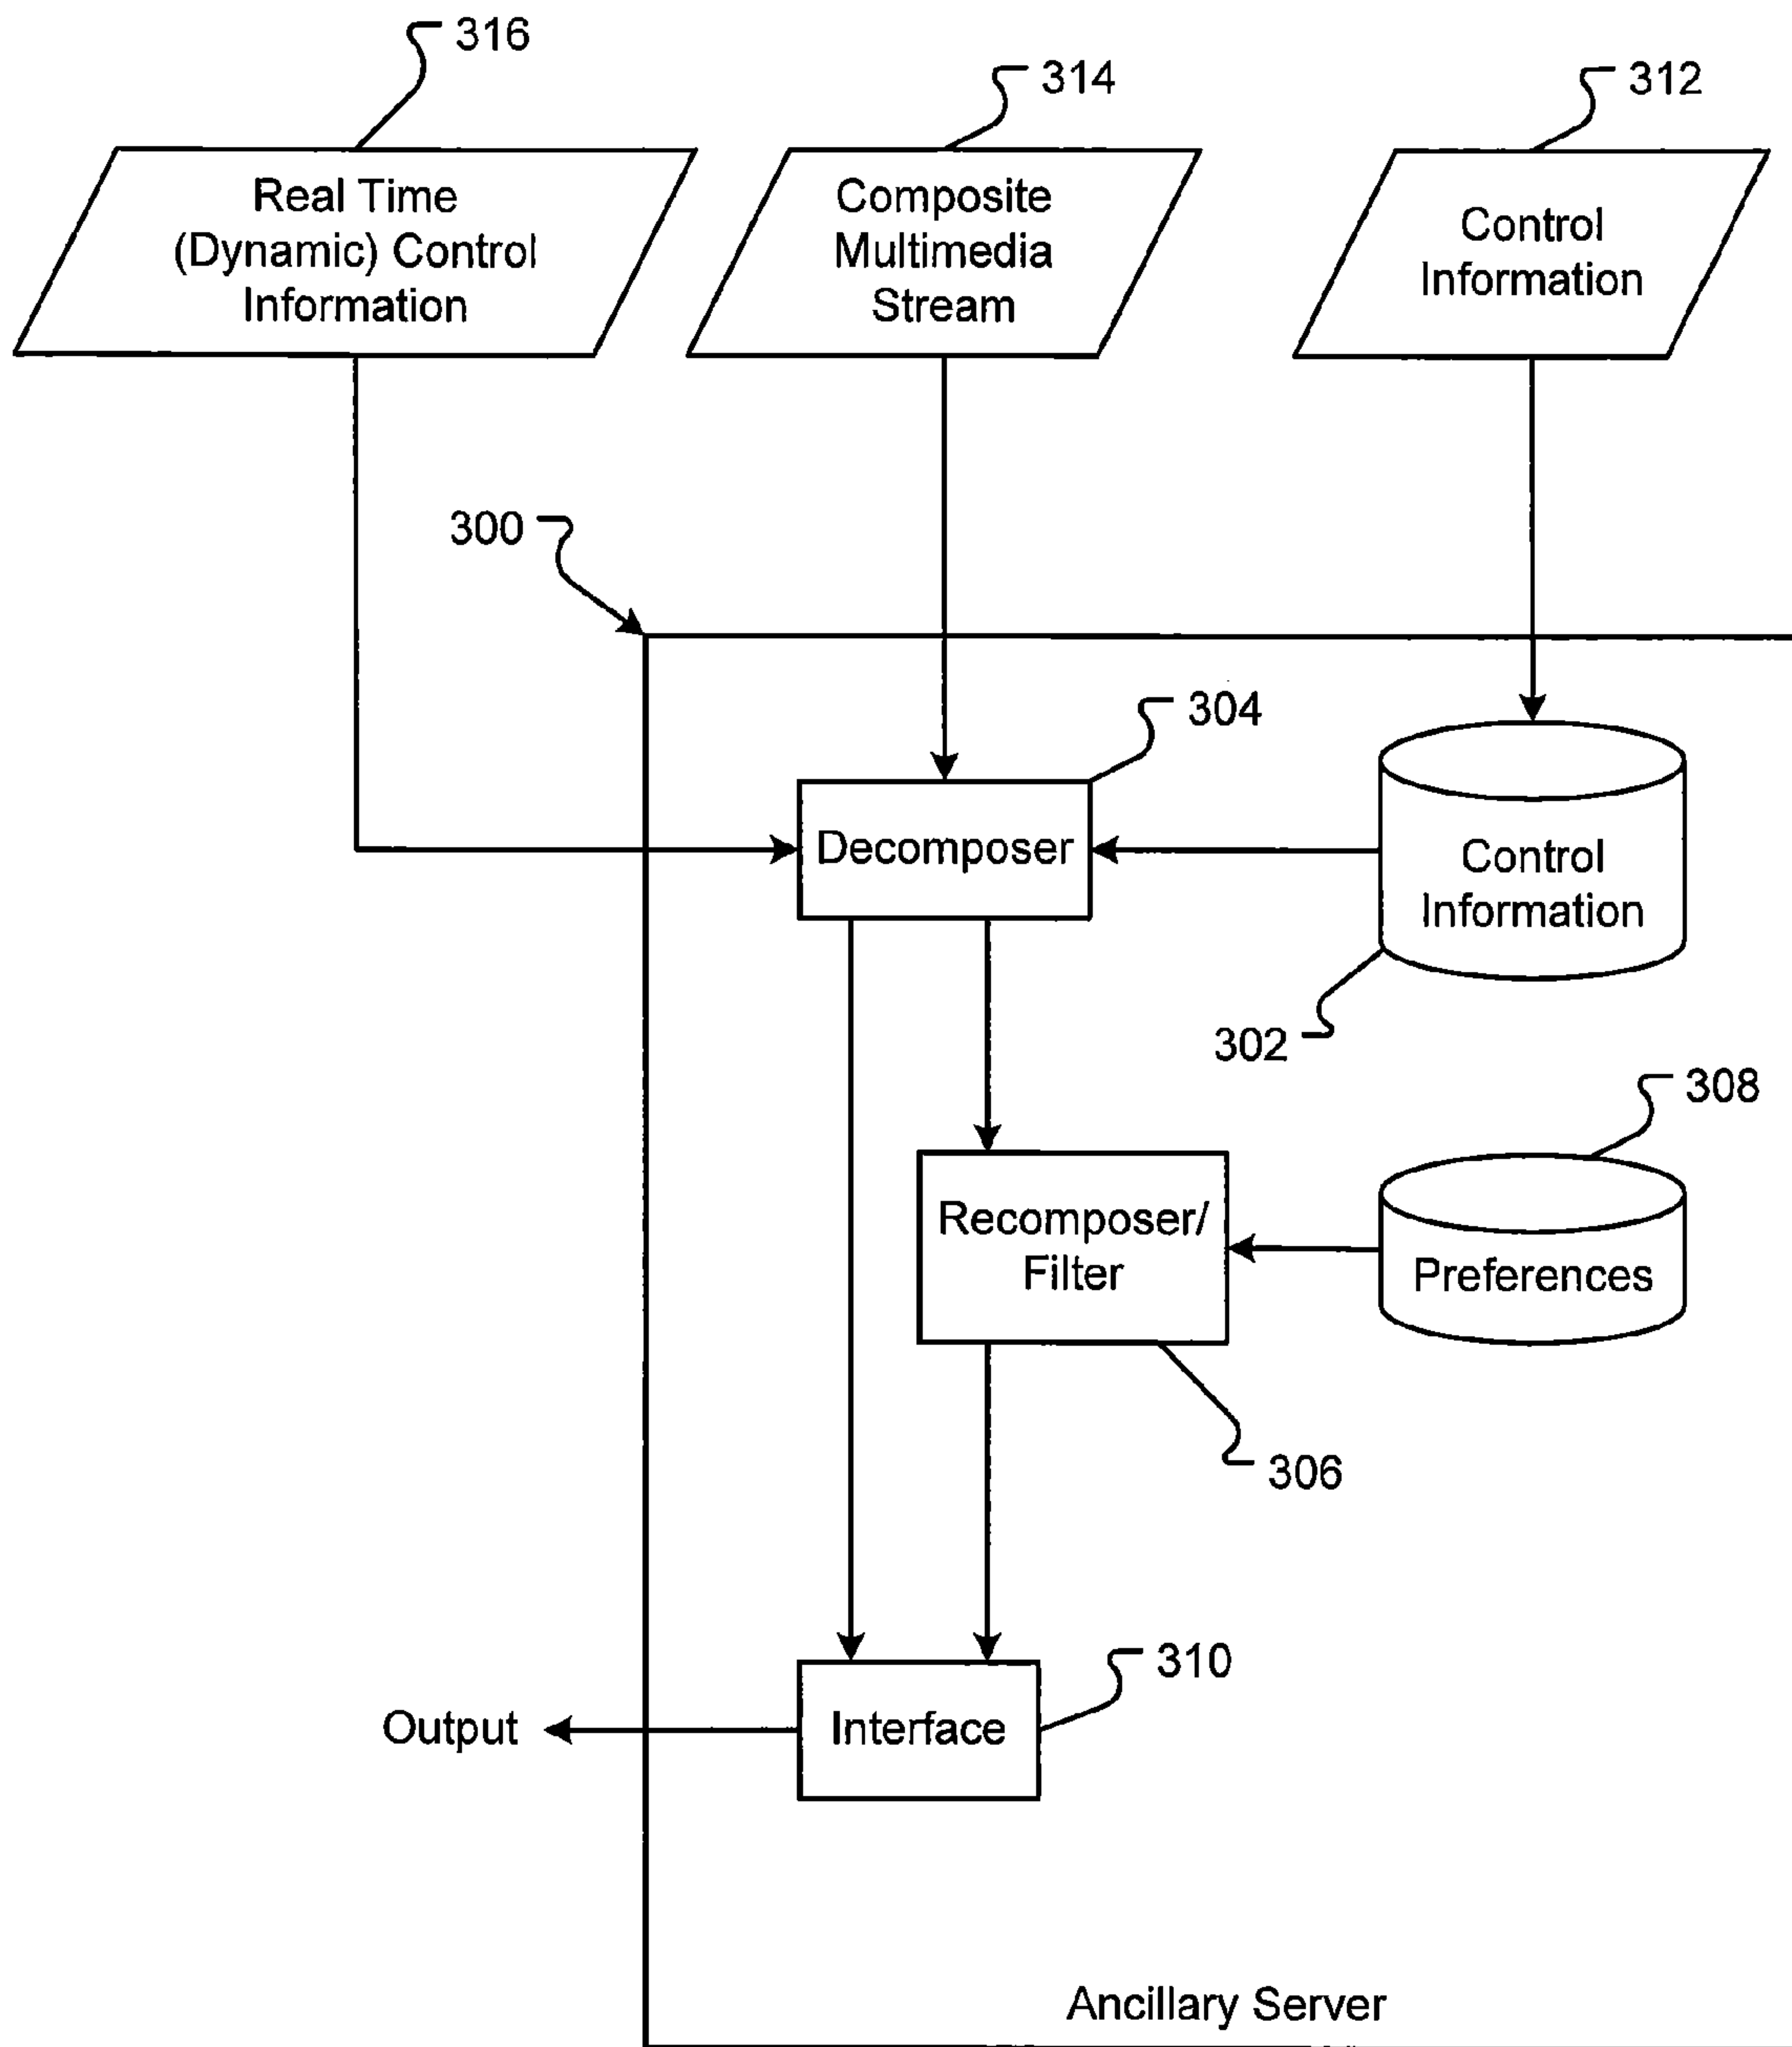 316
314
312
Real Time
(Dynamic) Control
Information
Composite
Multimedia
Stream
Control
Information
300
304
Decomposer
Control
Information
302
308
Recomposer/
Filter
Preferences
306
310
Output
Interface
Ancillary Server